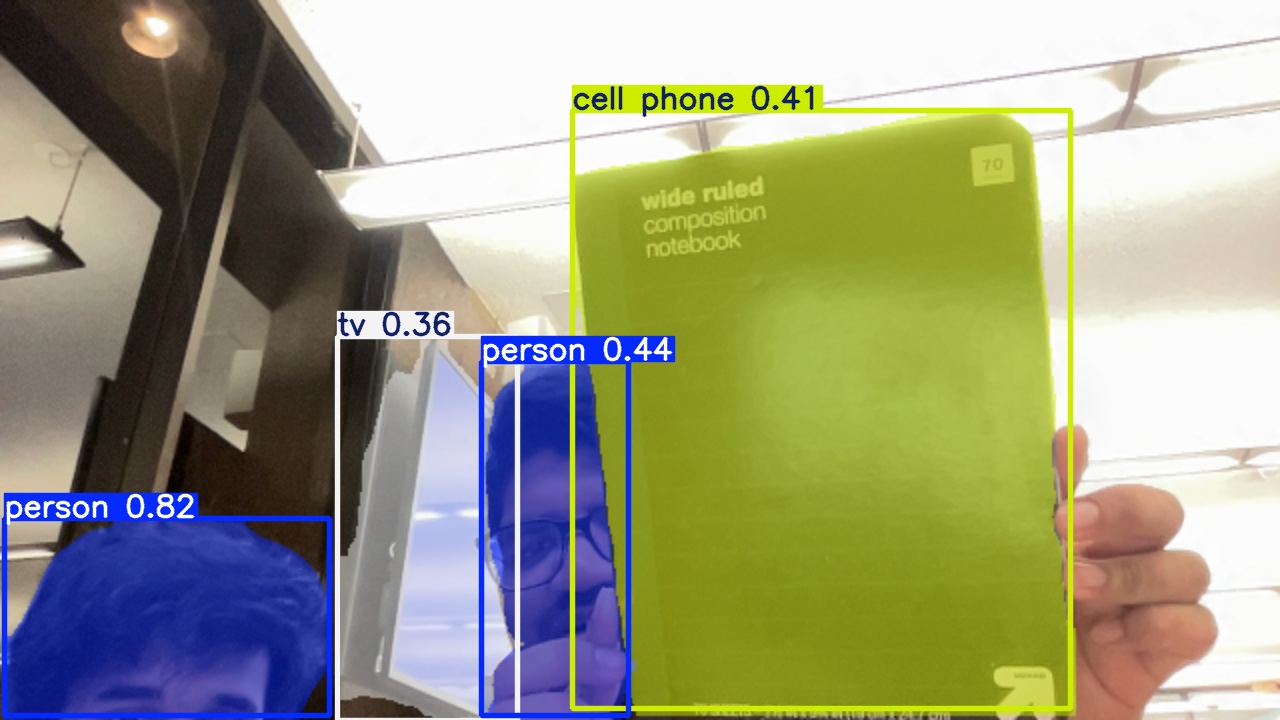 cell phone 0.41
70
wide ruled
composition
notebook
tv 0.36
person 0.44
person 0.82